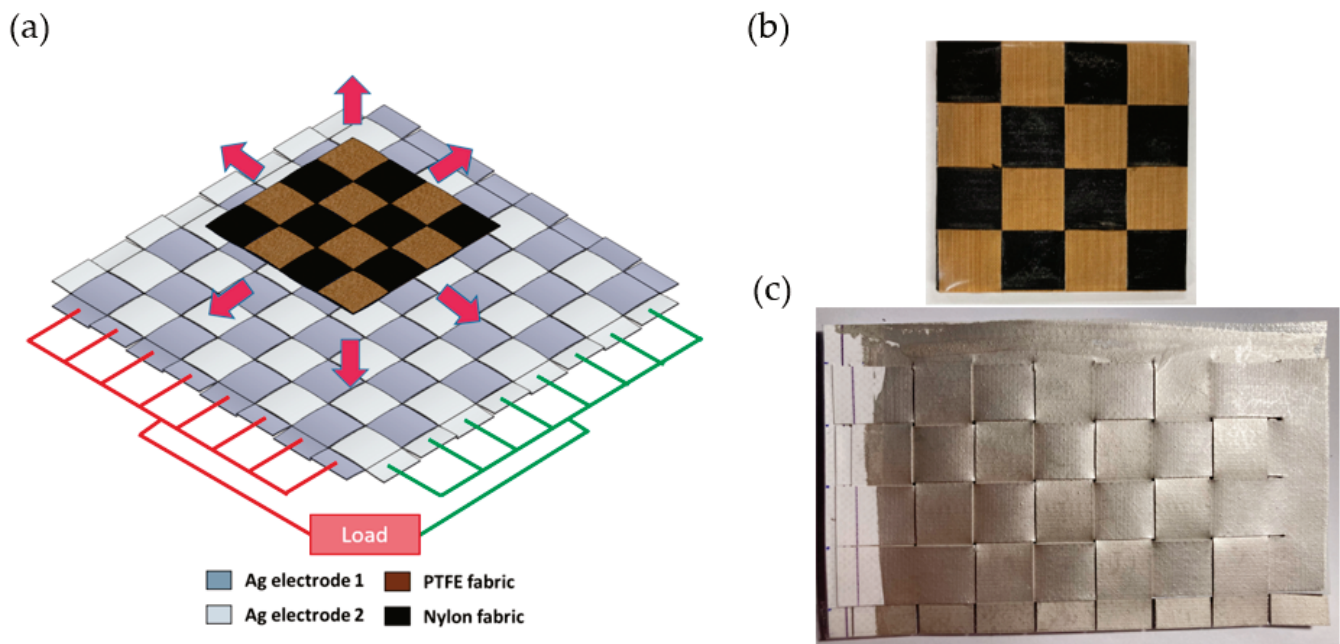 (a)
(b)
(c)
Load
Ag electrode 1
PTFE fabric
Ag electrode 2
Nylon fabric